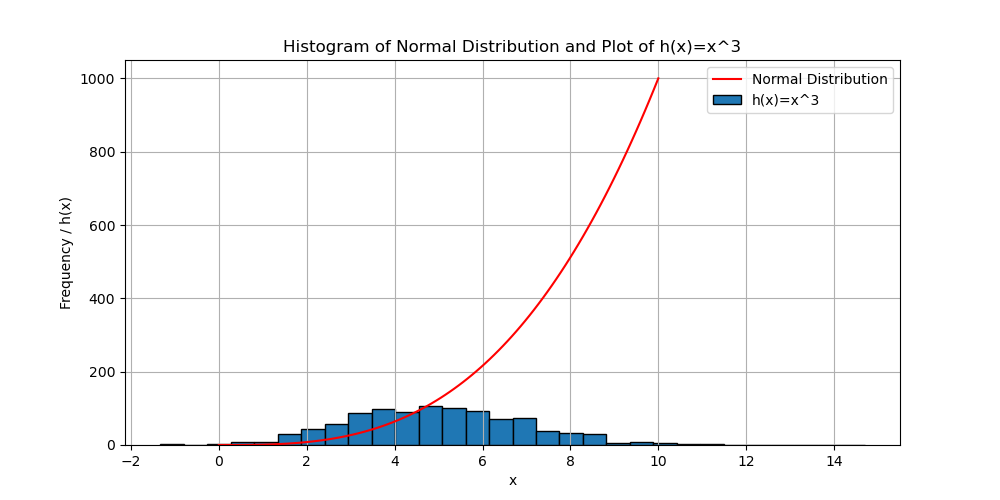 Histogram of Normal Distribution and Plot of h(x)=x^3
Normal Distribution
h(x)=x^3
1000
800
600
400
200
0
Frequency / h(x)
−2 0 2 4 6 8 10 12 14
x